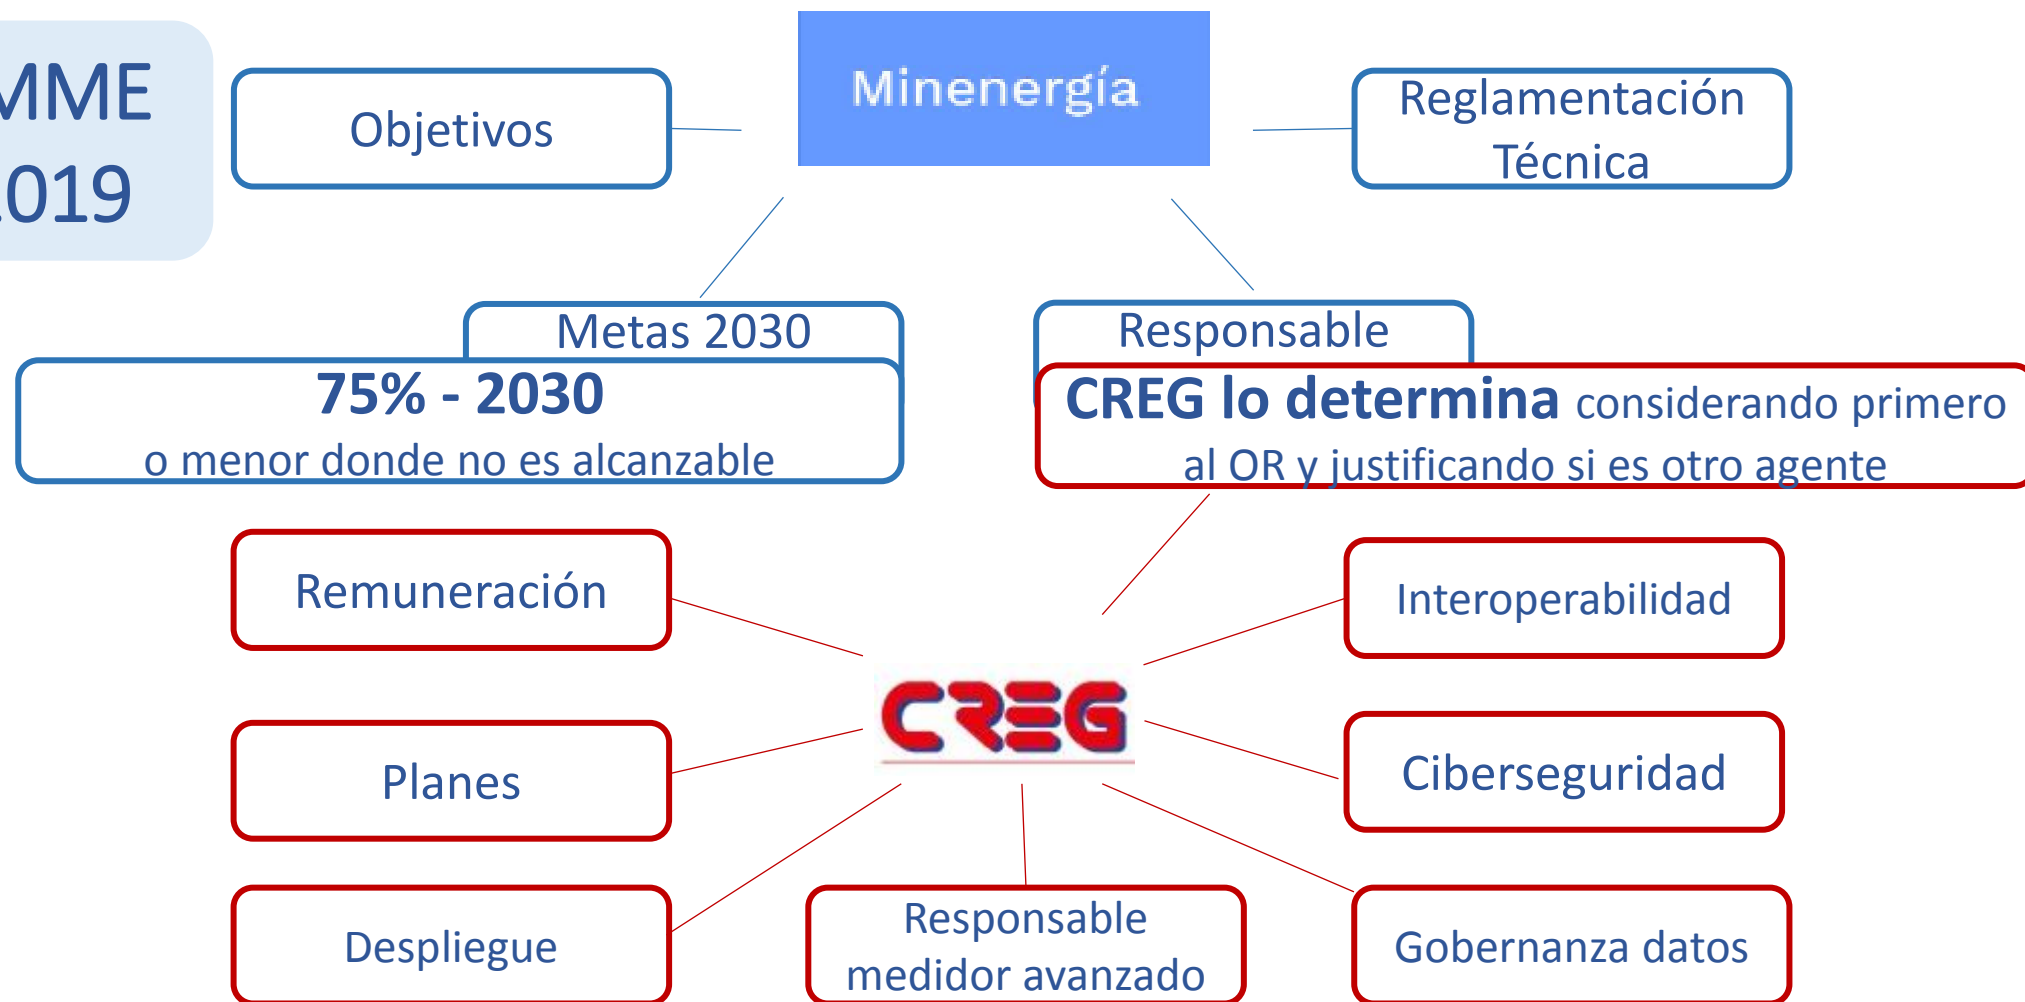 MME
2019
Objetivos
Minenergía
Reglamentación
Técnica
Metas 2030
75% - 2030
o menor donde no es alcanzable
Responsable
CREG lo determina considerando primero
al OR y justificando si es otro agente
Remuneración
Interoperabilidad
CREG
Planes
Ciberseguridad
Despliegue
Responsable
medidor avanzado
Gobernanza datos